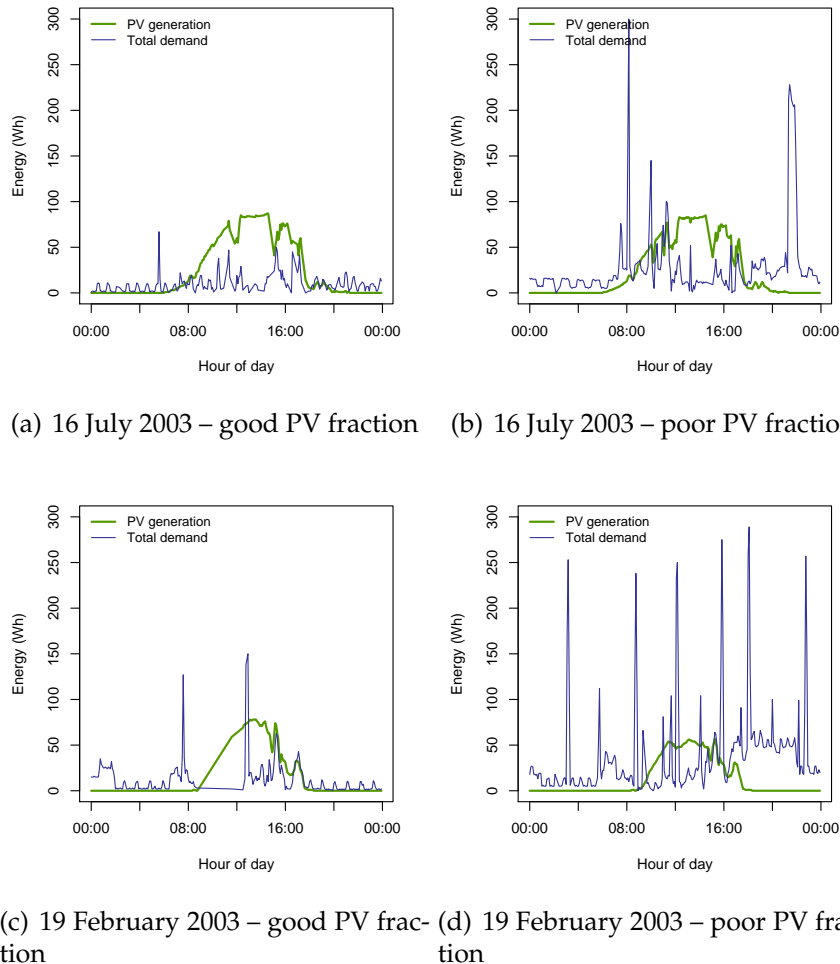 PV generation
Total demand
300
250
200
150
100
50
0
Energy (Wh)
00:00 08:00 16:00 00:00
Hour of day
(a) 16 July 2003 – good PV fraction
PV generation
Total demand
300
250
200
150
100
50
0
Energy (Wh)
00:00 08:00 16:00 00:00
Hour of day
(b) 16 July 2003 – poor PV fractio
PV generation
Total demand
300
250
200
150
100
50
0
Energy (Wh)
00:00 08:00 16:00 00:00
Hour of day
(c) 19 February 2003 – good PV frac-
tion
PV generation
Total demand
300
250
200
150
100
50
0
Energy (Wh)
00:00 08:00 16:00 00:00
Hour of day
(d) 19 February 2003 – poor PV fra
tion